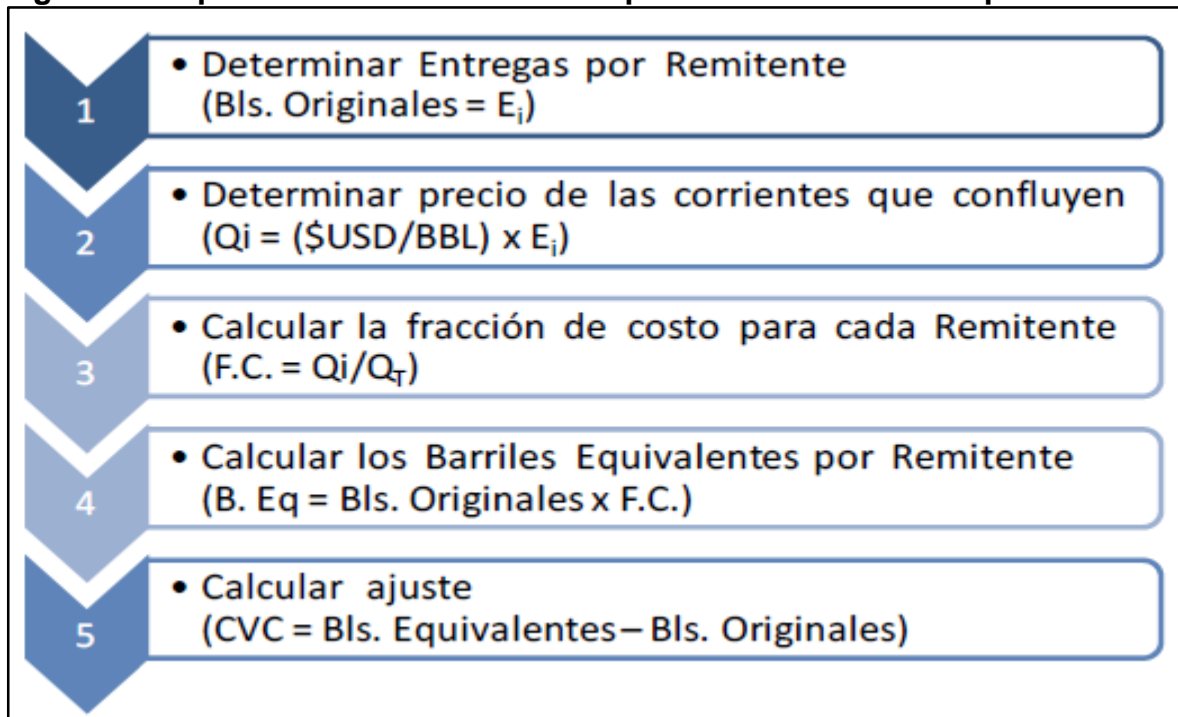 1
• Determinar Entregas por Remitente
(Bls. Originales = Eᵢ)
2
• Determinar precio de las corrientes que confluyen
(Qi = ($USD/BBL) x Eᵢ)
3
• Calcular la fracción de costo para cada Remitente
(F.C. = Qi/Q_T)
4
• Calcular los Barriles Equivalentes por Remitente
(B. Eq = Bls. Originales x F.C.)
5
• Calcular ajuste
(CVC = Bls. Equivalentes – Bls. Originales)